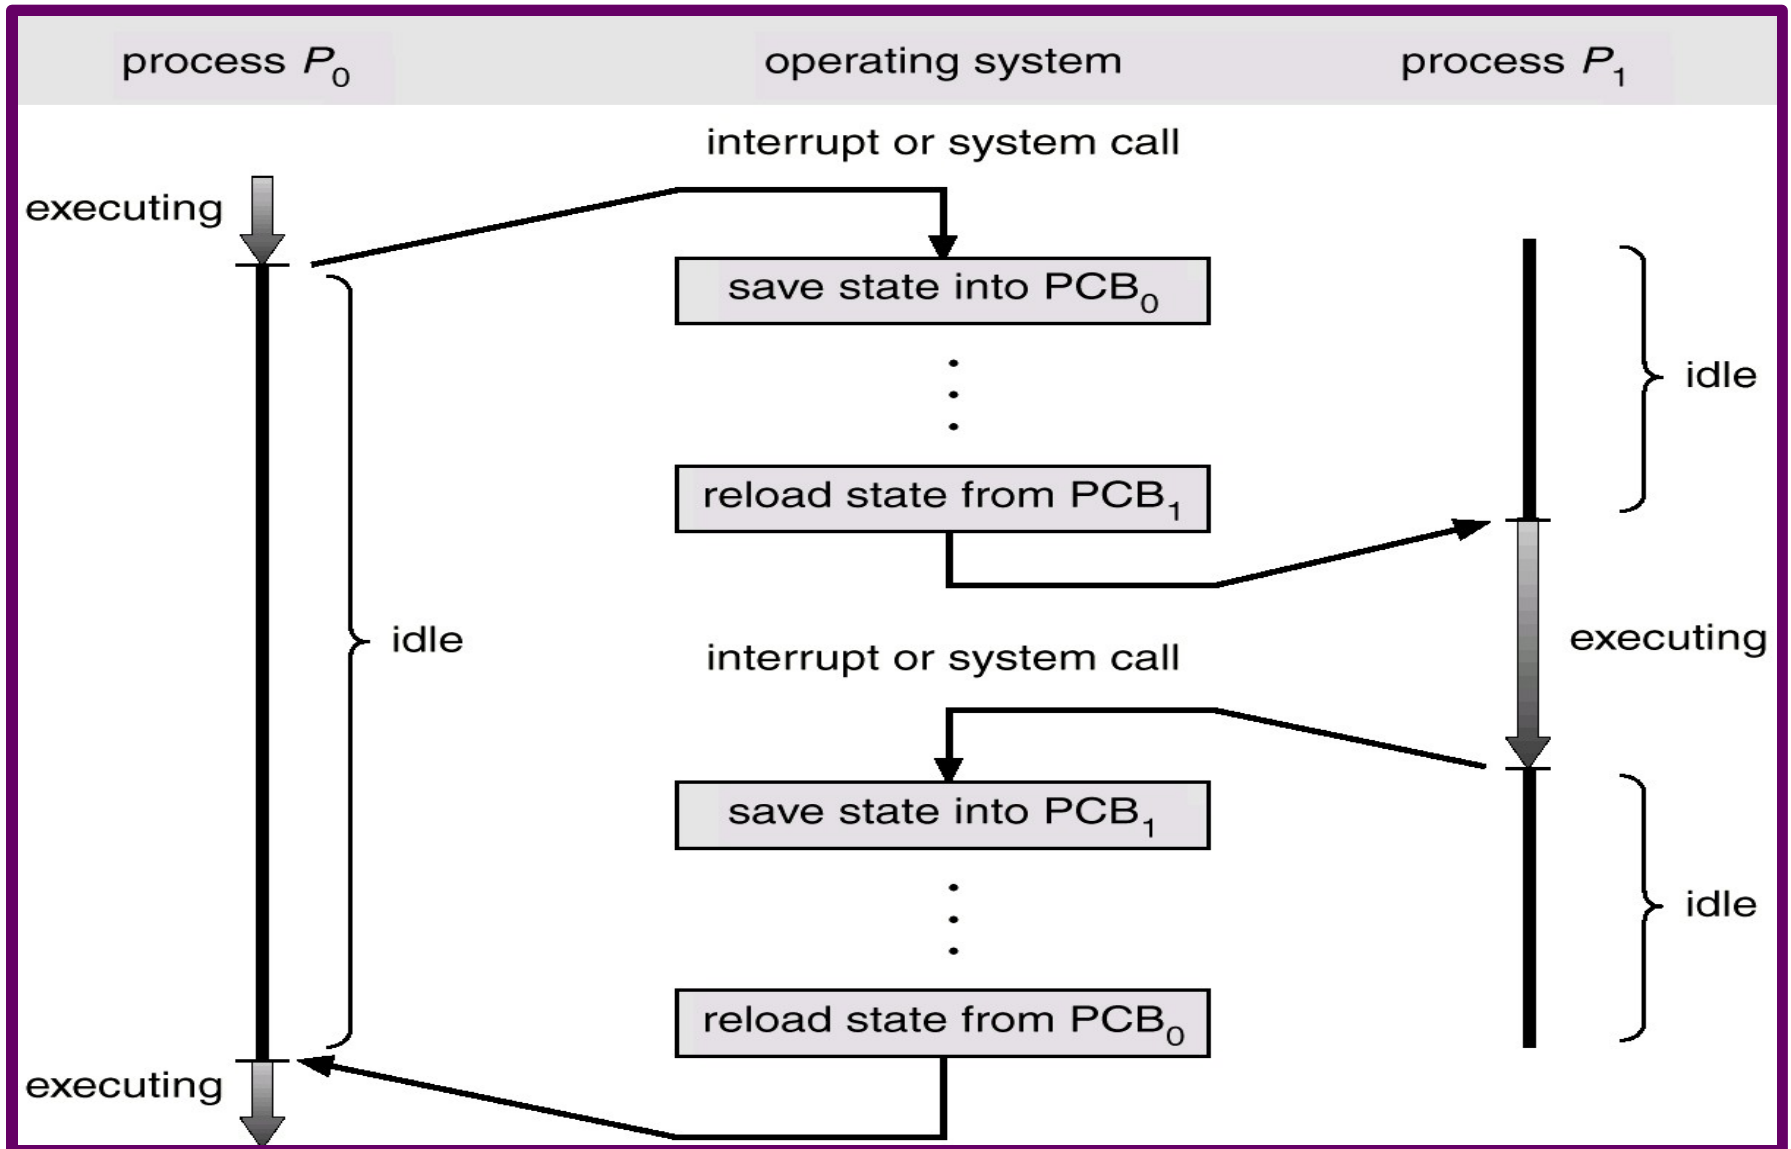 process P₀ operating system process P₁
interrupt or system call
executing
save state into PCB₀
idle
reload state from PCB₁
idle
executing
interrupt or system call
save state into PCB₁
idle
reload state from PCB₀
executing